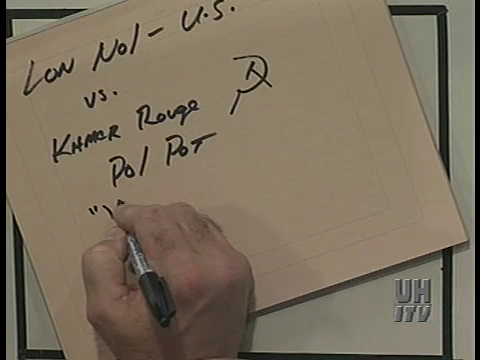 LON NOL - U.S.
VS.
KHMER ROUGE
POL POT
UH
ITV